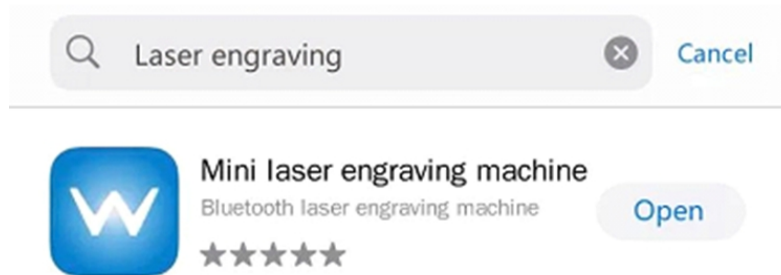 Laser engraving
Cancel
Mini laser engraving machine
Bluetooth laser engraving machine
Open